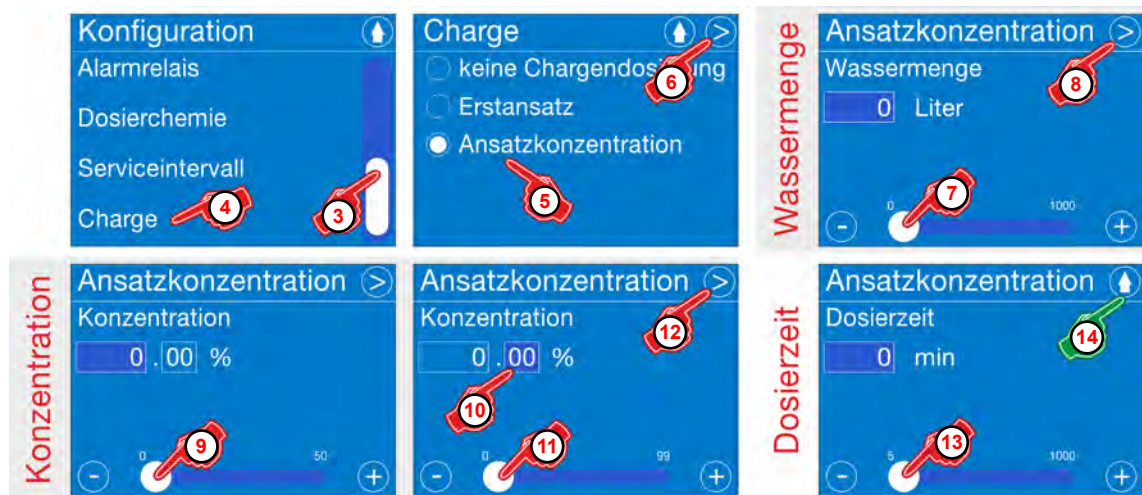 Konfiguration
Alarmrelais
Dosierchemie
Serviceintervall
Charge
4
3
Charge
>
keine Chargendosierung
6
Erstansatz
Ansatzkonzentration
5
Wassermenge
Ansatzkonzentration >
Wassermenge
8
0 Liter
7
0 1000
- +
Konzentration
Ansatzkonzentration >
Konzentration
0 . 00 %
9
0 50
- +
Ansatzkonzentration >
Konzentration
12
0 . 00 %
10
11
0 99
- +
Dosierzeit
Ansatzkonzentration
Dosierzeit
14
0 min
13
5 1000
- +